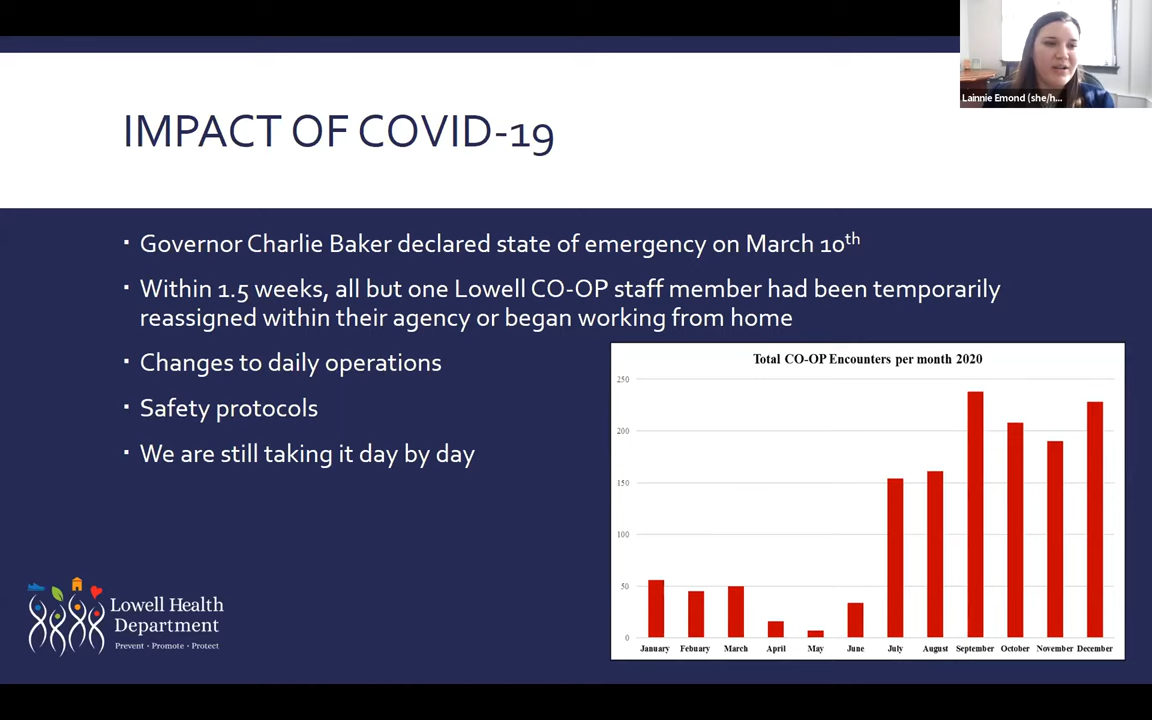 Lainnie Emond (she/h...
IMPACT OF COVID-19
▪ Governor Charlie Baker declared state of emergency on March 10th
▪ Within 1.5 weeks, all but one Lowell CO-OP staff member had been temporarily
reassigned within their agency or began working from home
▪ Changes to daily operations
▪ Safety protocols
▪ We are still taking it day by day
Total CO-OP Encounters per month 2020
250
200
150
100
50
0
January Febuary March April May June July August September October November December
Lowell Health
Department
Prevent · Promote · Protect